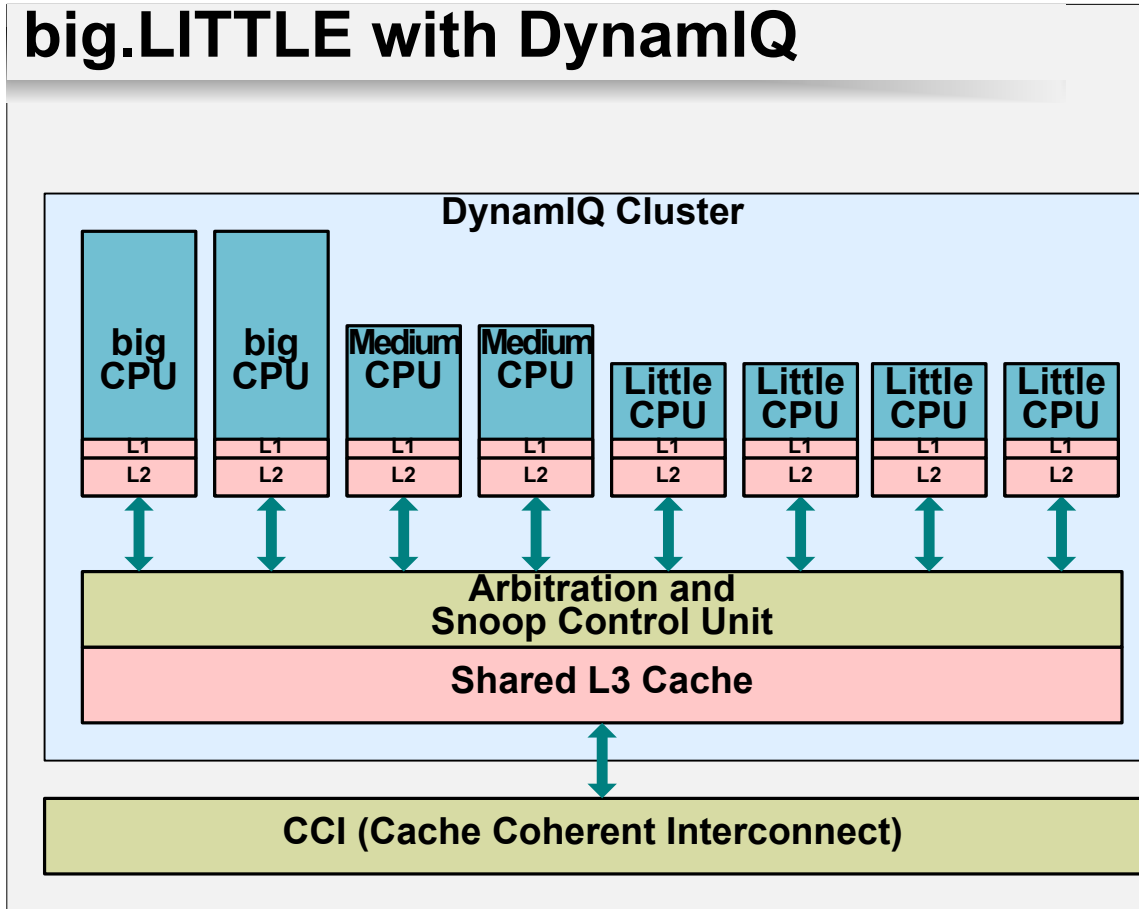 big.LITTLE with DynamIQ
DynamIQ Cluster
big
CPU
L1
L2
big
CPU
L1
L2
Medium
CPU
L1
L2
Medium
CPU
L1
L2
Little
CPU
L1
L2
Little
CPU
L1
L2
Little
CPU
L1
L2
Little
CPU
L1
L2
Arbitration and
Snoop Control Unit
Shared L3 Cache
CCI (Cache Coherent Interconnect)